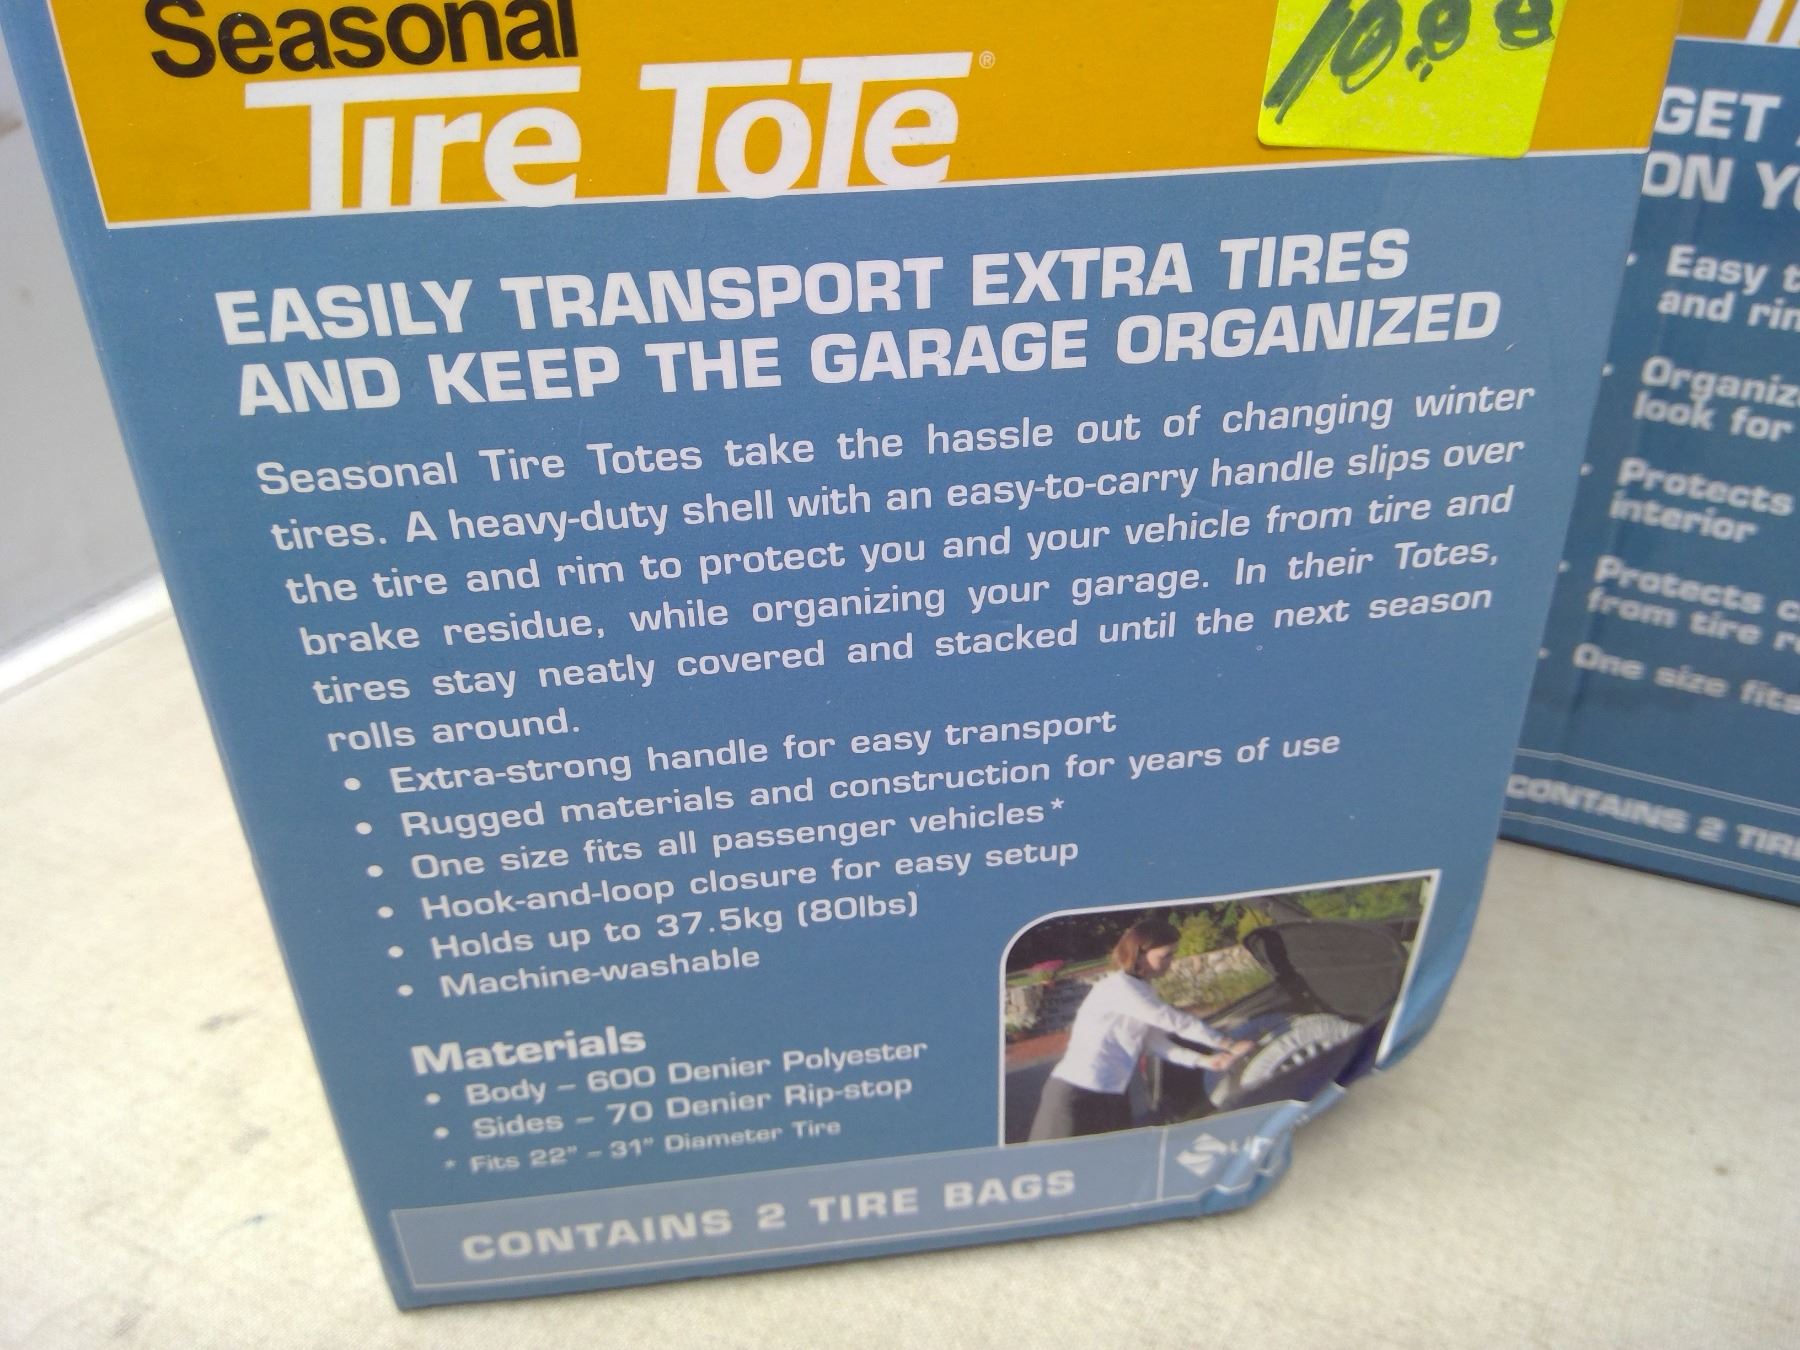 Seasonal
Tire Tote®
10.00
EASILY TRANSPORT EXTRA TIRES
AND KEEP THE GARAGE ORGANIZED
Seasonal Tire Totes take the hassle out of changing winter
tires. A heavy-duty shell with an easy-to-carry handle slips over
the tire and rim to protect you and your vehicle from tire and
brake residue, while organizing your garage. In their Totes,
tires stay neatly covered and stacked until the next season
rolls around.
• Extra-strong handle for easy transport
• Rugged materials and construction for years of use
• One size fits all passenger vehicles*
• Hook-and-loop closure for easy setup
• Holds up to 37.5kg (80lbs)
• Machine-washable
Materials
• Body – 600 Denier Polyester
• Sides – 70 Denier Rip-stop
* Fits 22" – 31" Diameter Tire
CONTAINS 2 TIRE BAGS
GET
ON
• Easy
and
•
look for
• Protects
interior
• Protects
from tire
• One size fits
CONTAINS 2